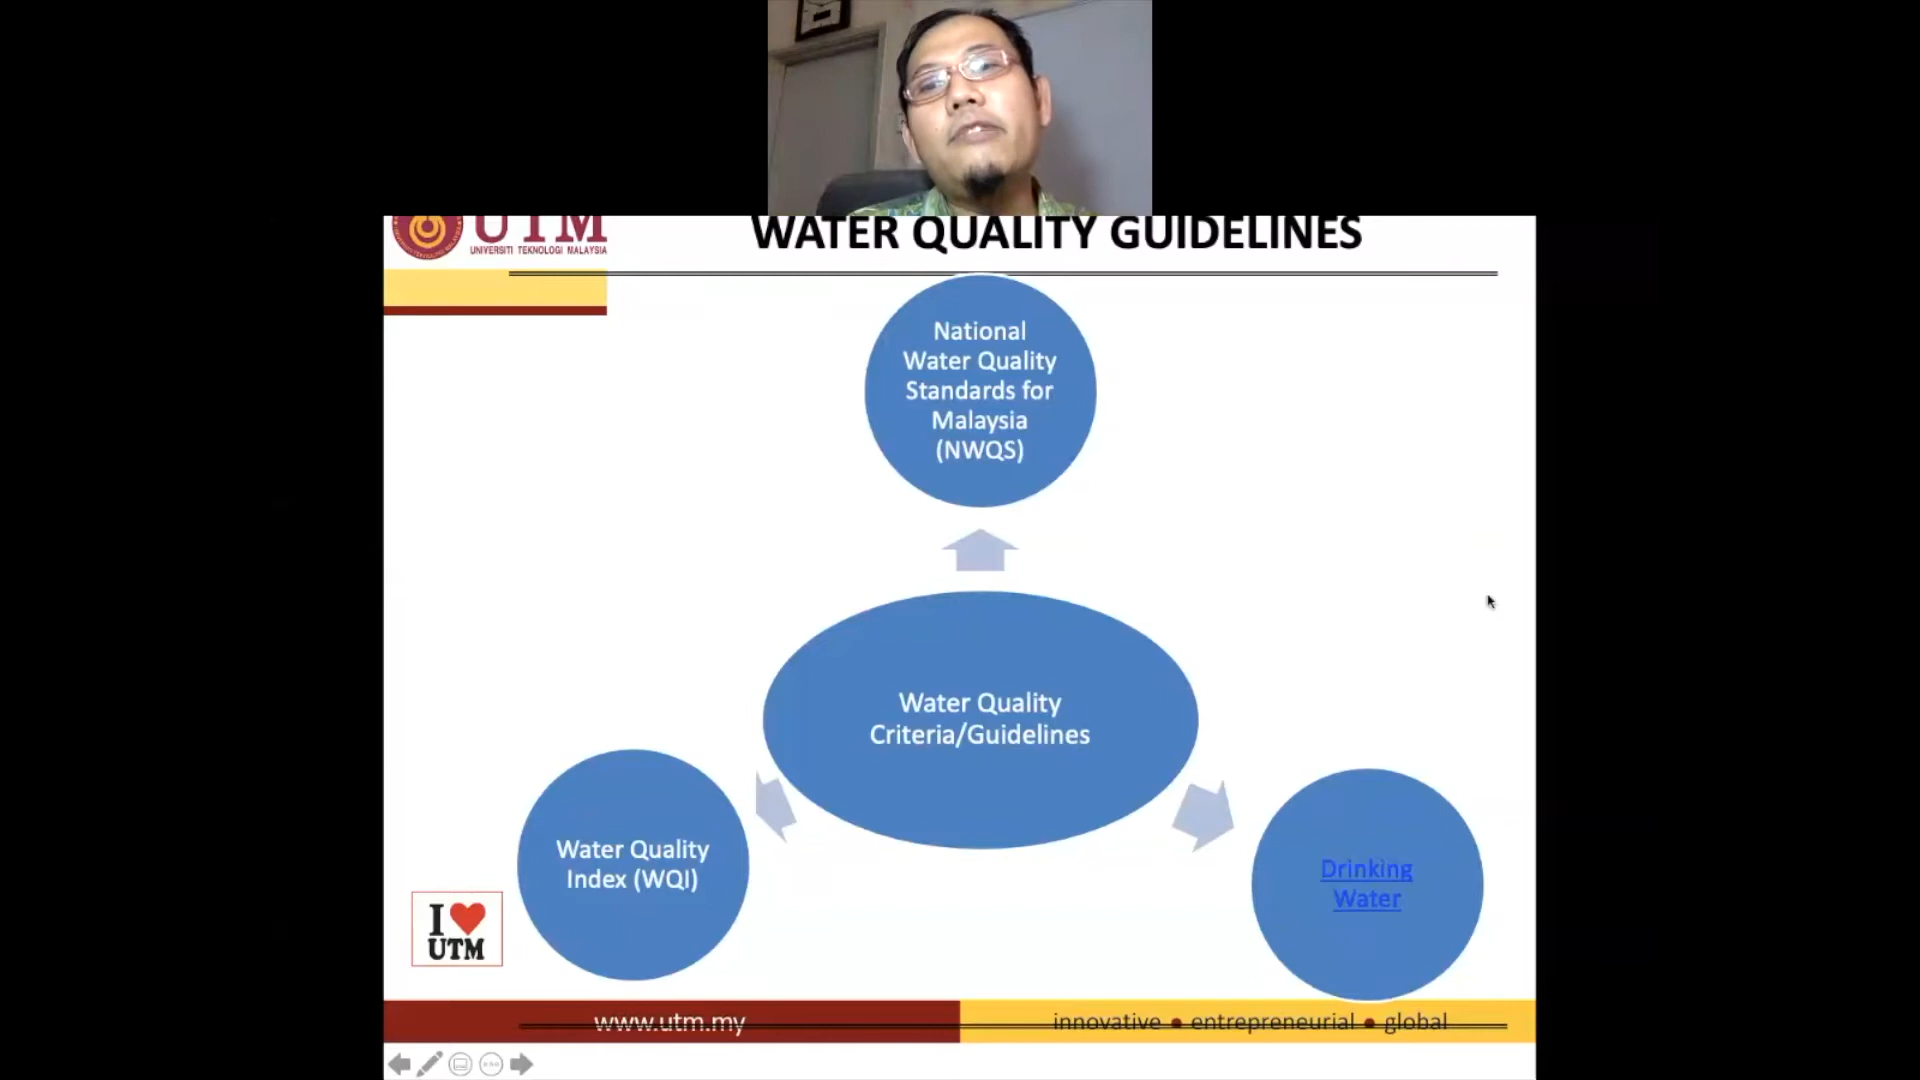 UTM
UNIVERSITI TEKNOLOGI MALAYSIA
WATER QUALITY GUIDELINES
National
Water Quality
Standards for
Malaysia
(NWQS)
Water Quality
Criteria/Guidelines
Water Quality
Index (WQI)
Drinking
Water
I
UTM
www.utm.my
innovative ● entrepreneurial ● global